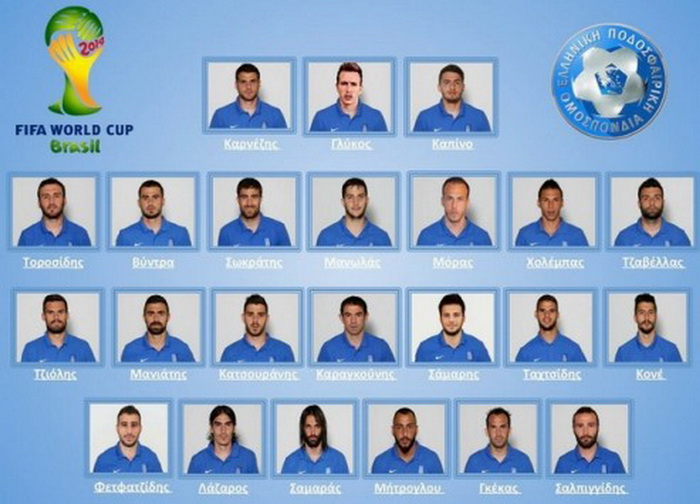 2014
FIFA WORLD CUP
Brasil
ΕΛΛΗΝΙΚΗ ΠΟΔΟΣΦΑΙΡΙΚΗ ΟΜΟΣΠΟΝΔΙΑ
Καρνέζης Γλύκος Καπίνο
Τοροσίδης Βύντρα Σωκράτης Μανωλάς Μόρας Χολέμπας Τζαβέλλας
Τζιόλης Μανιάτης Κατσουράνης Καραγκούνης Σάμαρης Ταχτσίδης Κονέ
Φετφατζίδης Λάζαρος Σαμαράς Μήτρογλου Γκέκας Σαλπιγγίδης